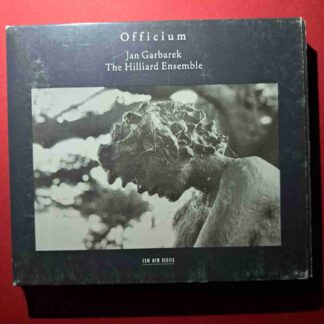 Officium
Jan Garbarek
The Hilliard Ensemble
ECM NEW SERIES